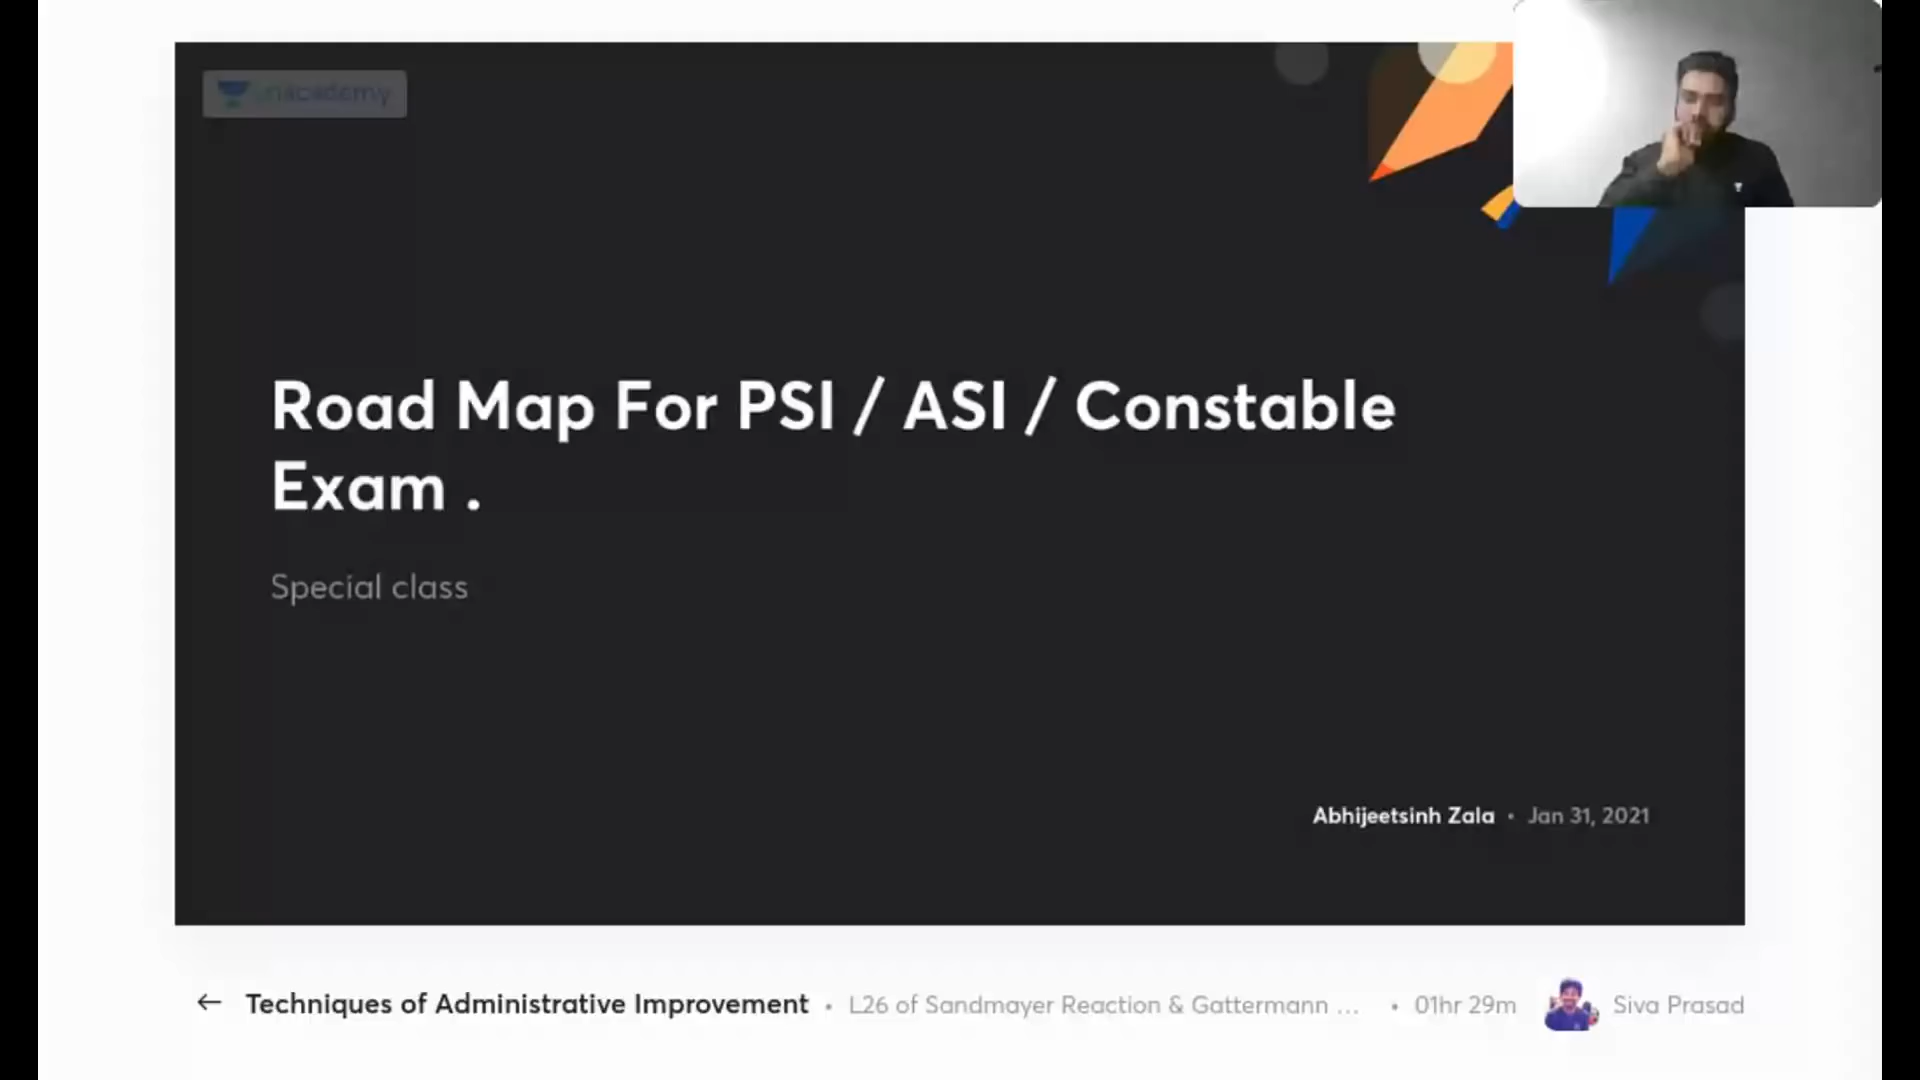 unacademy
Road Map For PSI / ASI / Constable
Exam .
Special class
Abhijeetsinh Zala • Jan 31, 2021
← Techniques of Administrative Improvement • L26 of Sandmayer Reaction & Gattermann ... • 01hr 29m Siva Prasad